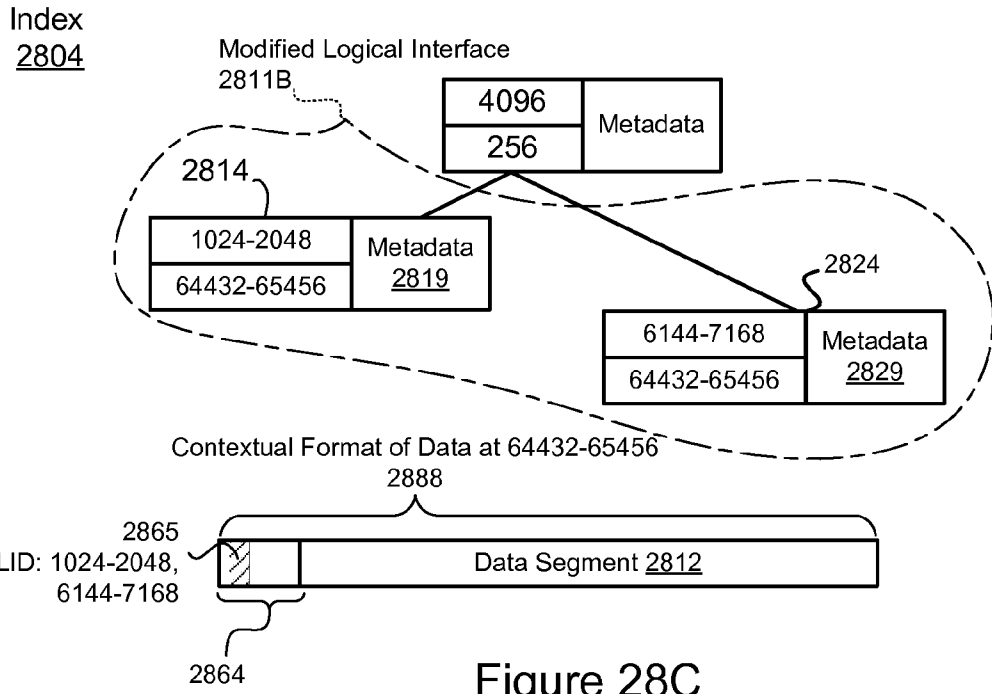 Index
2804
Modified Logical Interface
2811B
4096
256
Metadata
2814
1024-2048
64432-65456
Metadata
2819
2824
6144-7168
64432-65456
Metadata
2829
Contextual Format of Data at 64432-65456
2888
2865
LID: 1024-2048,
6144-7168
Data Segment 2812
2864
Figure 28C